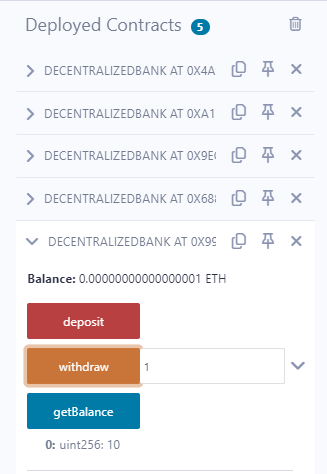 Deployed Contracts 5
DECENTRALIZEDBANK AT 0X4A
DECENTRALIZEDBANK AT 0XA1
DECENTRALIZEDBANK AT 0X9E
DECENTRALIZEDBANK AT 0X68
DECENTRALIZEDBANK AT 0X99
Balance: 0.00000000000000001 ETH
deposit
withdraw 1
getBalance
0: uint256: 10